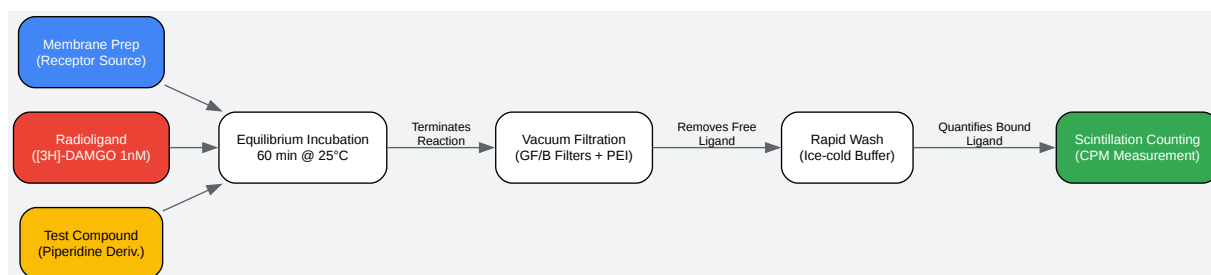 Membrane Prep
(Receptor Source)
Radioligand
([3H]-DAMGO 1nM)
Test Compound
(Piperidine Deriv.)
Equilibrium Incubation
60 min @ 25°C
Terminates
Reaction
Vacuum Filtration
(GF/B Filters + PEI)
Removes Free
Ligand
Rapid Wash
(Ice-cold Buffer)
Quantifies Bound
Ligand
Scintillation Counting
(CPM Measurement)